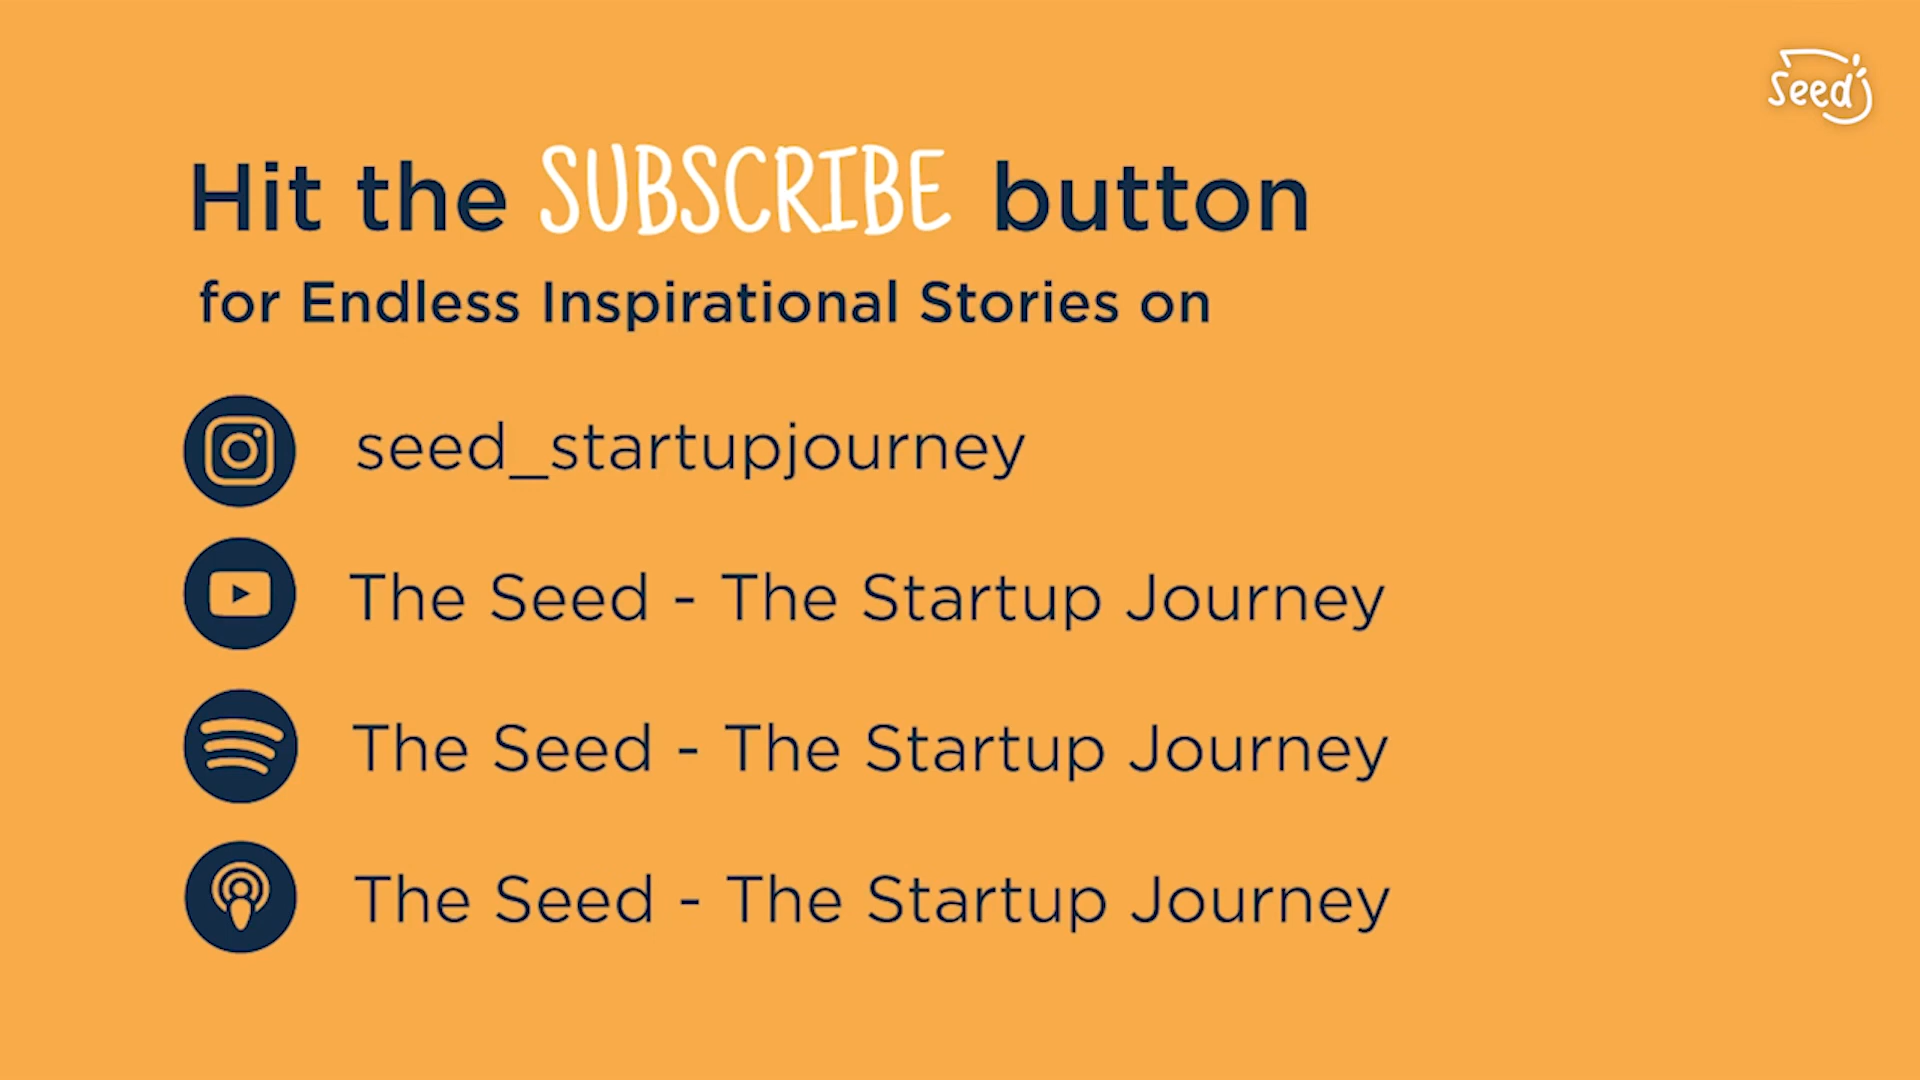 Seed
Hit the SUBSCRIBE button
for Endless Inspirational Stories on
seed_startupjourney
The Seed - The Startup Journey
The Seed - The Startup Journey
The Seed - The Startup Journey